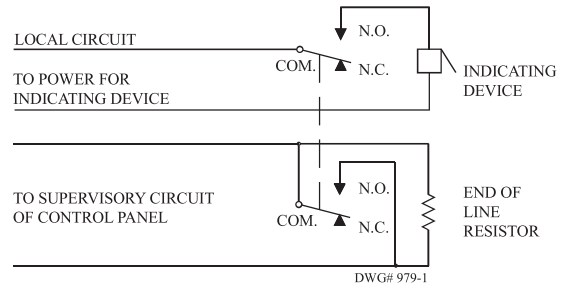 LOCAL CIRCUIT
N.O.
COM.
N.C.
TO POWER FOR
INDICATING DEVICE
INDICATING
DEVICE
TO SUPERVISORY CIRCUIT
OF CONTROL PANEL
N.O.
COM.
N.C.
END OF
LINE
RESISTOR
DWG# 979-1